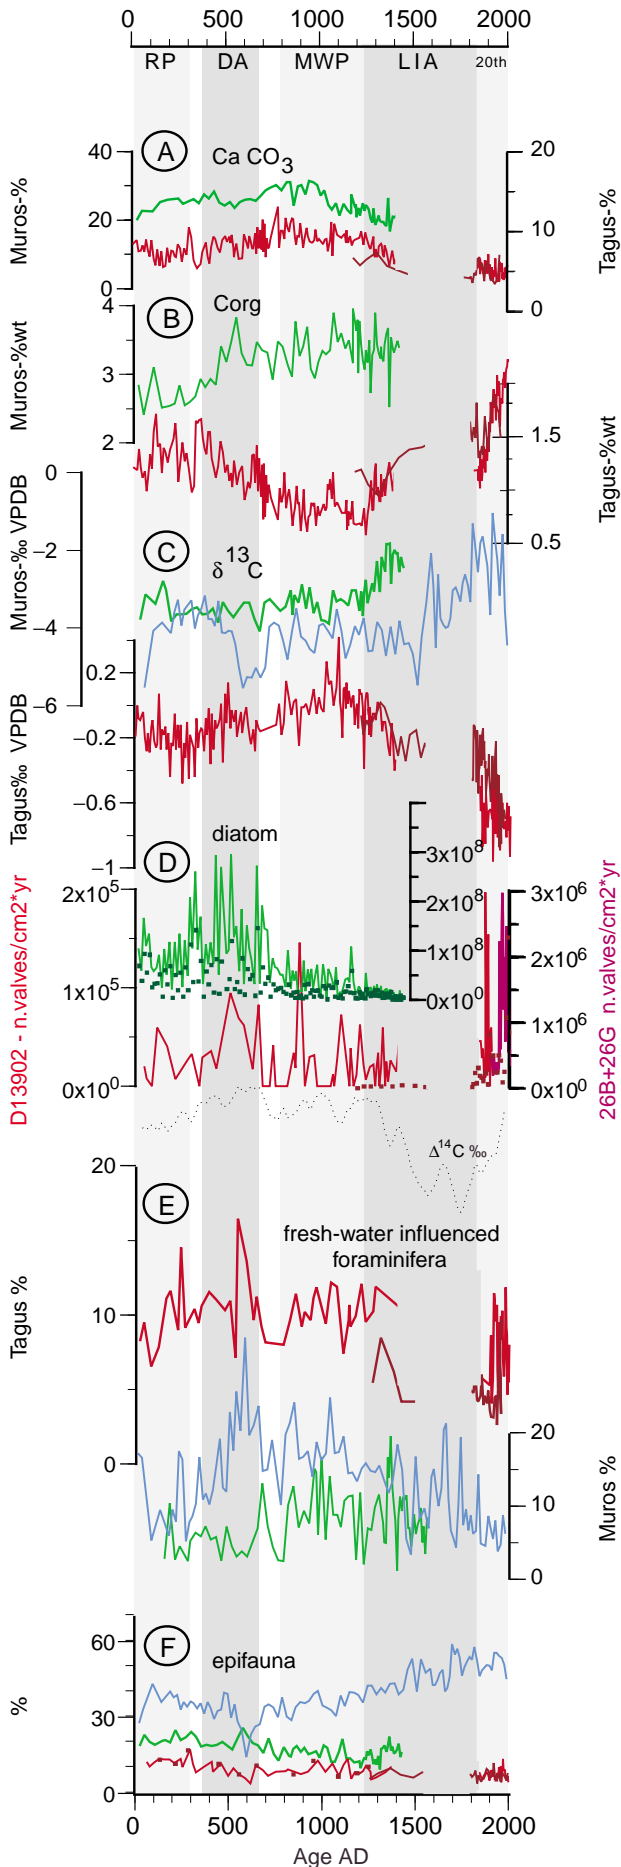 0 500 1000 1500 2000
RP DA MWP LIA 20th
A Ca CO3
40
20
0
Muros-%
20
10
0
Tagus-%
B Corg
4
3
2
Muros-%wt
1.5
0.5
Tagus-%wt
C δ 13C
0
−2
−4
−6
Muros-‰ VPDB
0.2
−0.2
−0.6
−1
Tagus‰ VPDB
D diatom
2x10^5
1x10^5
0x10^0
D13902 - n.valves/cm2*yr
3x10^8
2x10^8
1x10^8
0x10^0
3x10^6
2x10^6
1x10^6
0x10^0
26B+26G n.valves/cm2*yr
Δ14C ‰
E
fresh-water influenced
foraminifera
20
10
0
Tagus %
20
10
0
Muros %
F epifauna
60
30
0
%
0 500 1000 1500 2000
Age AD